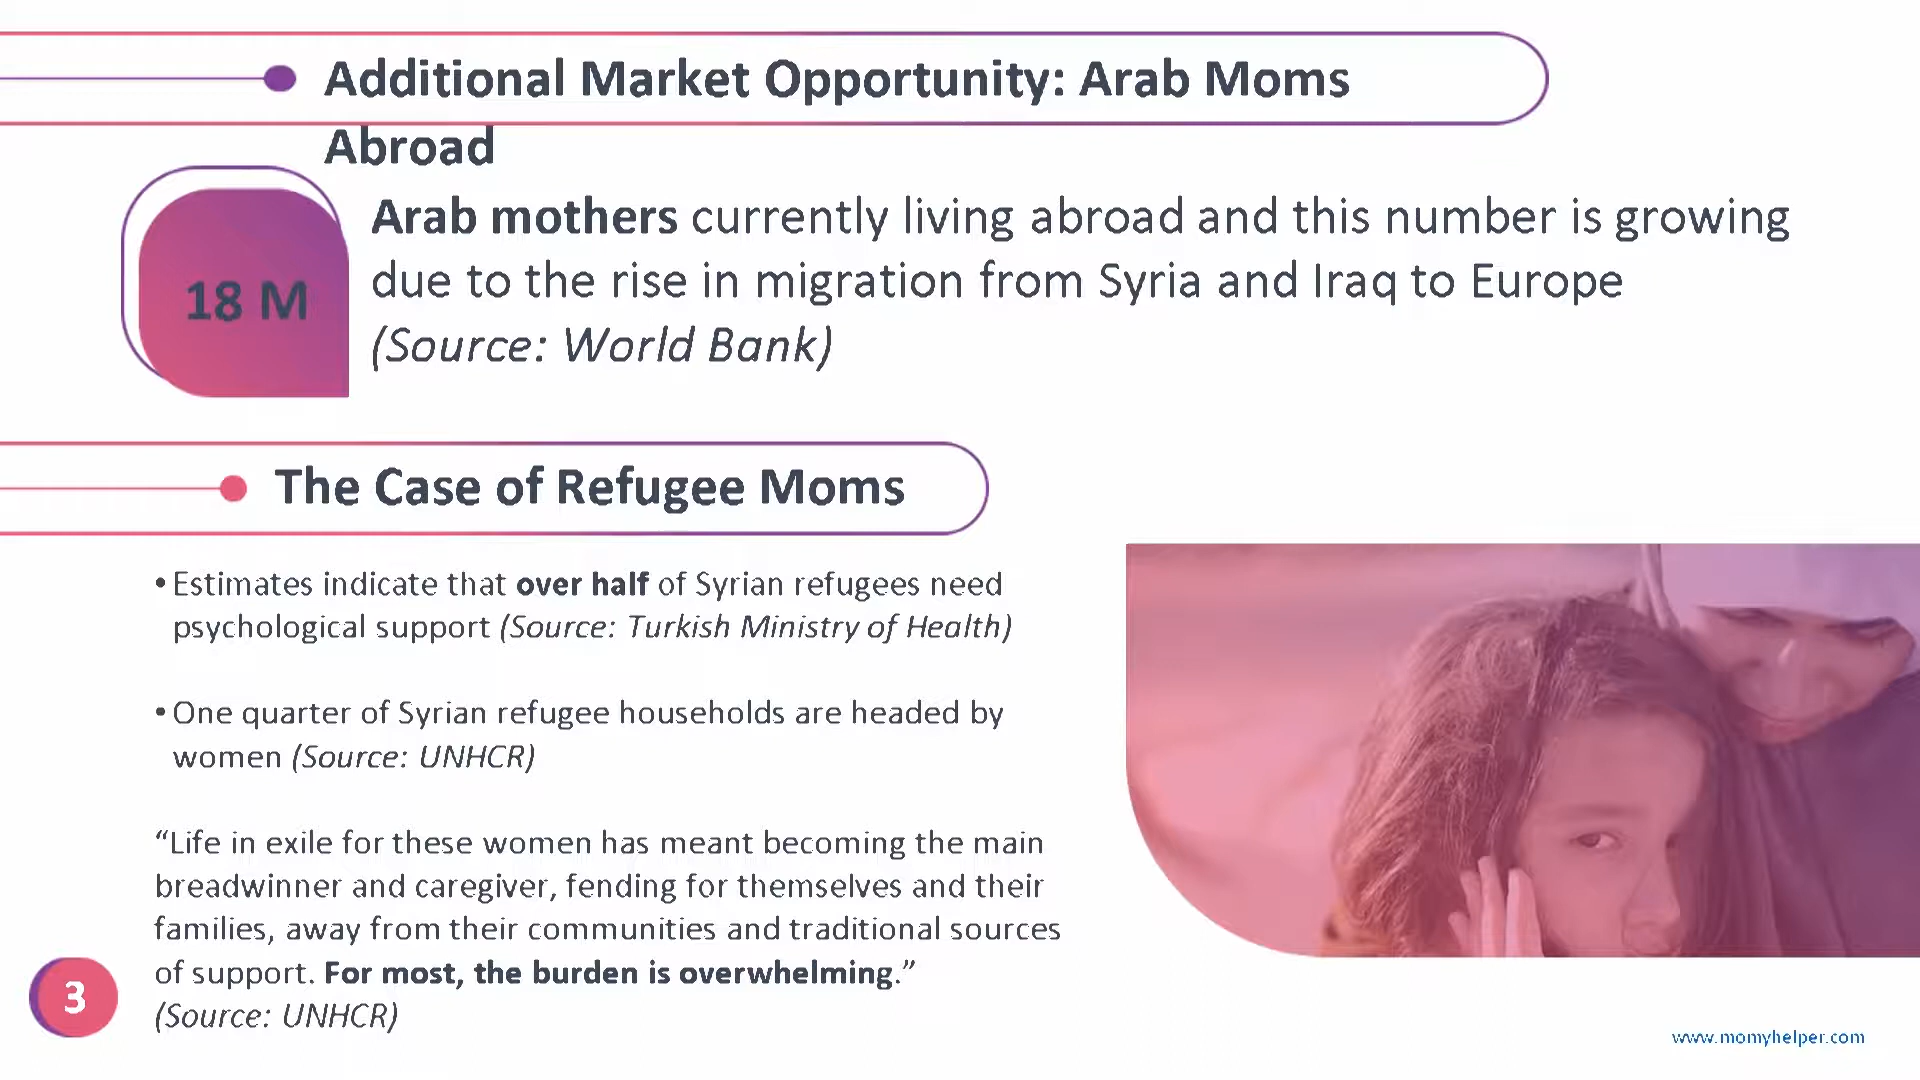 Additional Market Opportunity: Arab Moms
Abroad
18 M
Arab mothers currently living abroad and this number is growing
due to the rise in migration from Syria and Iraq to Europe
(Source: World Bank)
The Case of Refugee Moms
• Estimates indicate that over half of Syrian refugees need
psychological support (Source: Turkish Ministry of Health)
• One quarter of Syrian refugee households are headed by
women (Source: UNHCR)
“Life in exile for these women has meant becoming the main
breadwinner and caregiver, fending for themselves and their
families, away from their communities and traditional sources
of support. For most, the burden is overwhelming.”
(Source: UNHCR)
3
www.momyhelper.com